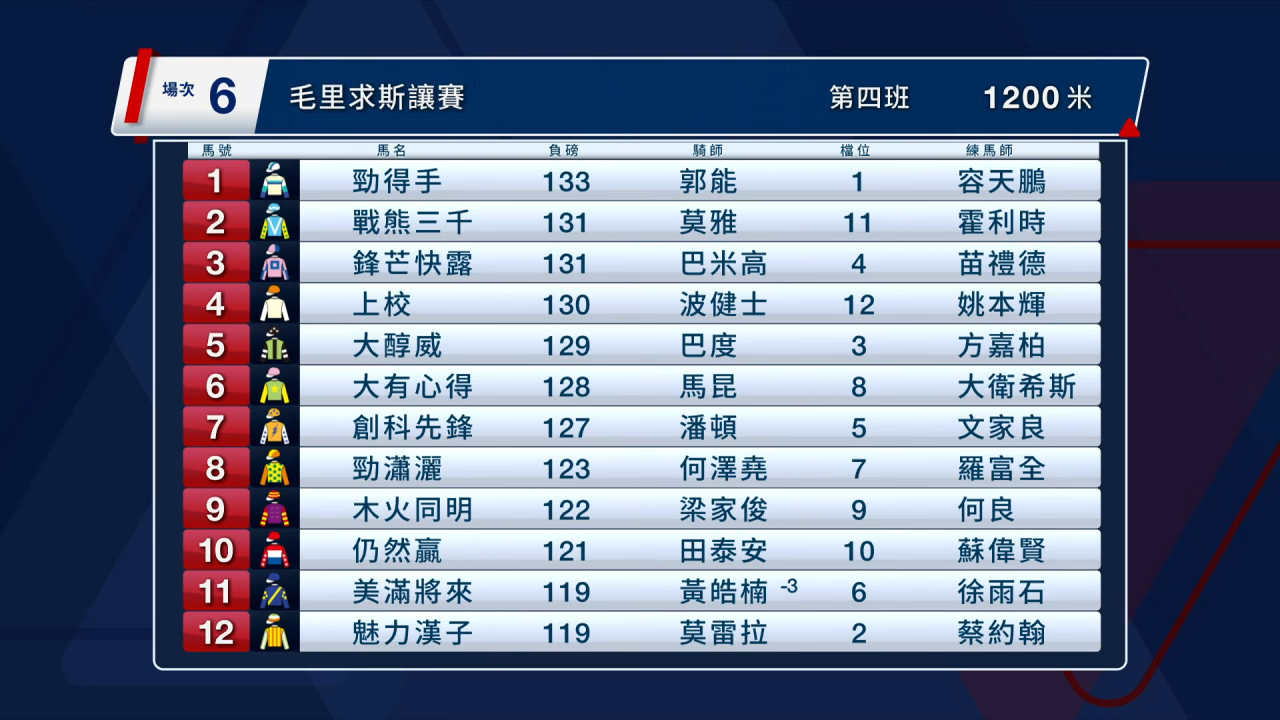 場次 6 毛里求斯讓賽 第四班 1200 米
馬號 馬名 負磅 騎師 檔位 練馬師
1 勁得手 133 郭能 1 容天鵬
2 戰熊三千 131 莫雅 11 霍利時
3 鋒芒快露 131 巴米高 4 苗禮德
4 上校 130 波健士 12 姚本輝
5 大醇威 129 巴度 3 方嘉柏
6 大有心得 128 馬昆 8 大衛希斯
7 創科先鋒 127 潘頓 5 文家良
8 勁瀟灑 123 何澤堯 7 羅富全
9 木火同明 122 梁家俊 9 何良
10 仍然贏 121 田泰安 10 蘇偉賢
11 美滿將來 119 黃皓楠 -3 6 徐雨石
12 魅力漢子 119 莫雷拉 2 蔡約翰